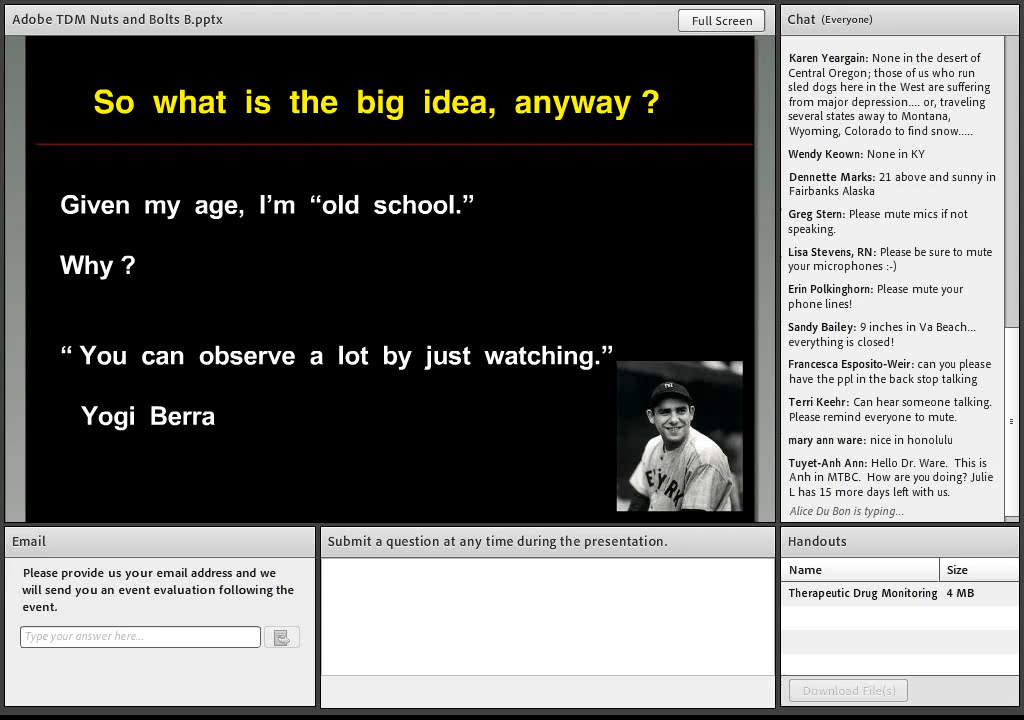 Adobe TDM Nuts and Bolts B.pptx
Full Screen
So what is the big idea, anyway ?
Given my age, I’m “old school.”
Why ?
“ You can observe a lot by just watching.”
Yogi Berra
Chat (Everyone)
Karen Yeargain: None in the desert of
Central Oregon; those of us who run
sled dogs here in the West are suffering
from major depression.... or, traveling
several states away to Montana,
Wyoming, Colorado to find snow.....
Wendy Keown: None in KY
Dennette Marks: 21 above and sunny in
Fairbanks Alaska
Greg Stern: Please mute mics if not
speaking.
Lisa Stevens, RN: Please be sure to mute
your microphones :-)
Erin Polkinghorn: Please mute your
phone lines!
Sandy Bailey: 9 inches in Va Beach...
everything is closed!
Francesca Esposito-Weir: can you please
have the ppl in the back stop talking
Terri Keehr: Can hear someone talking.
Please remind everyone to mute.
mary ann ware: nice in honolulu
Tuyet-Anh Ann: Hello Dr. Ware. This is
Anh in MTBC. How are you doing? Julie
L has 15 more days left with us.
Alice Du Bon is typing...
Email
Please provide us your email address and we
will send you an event evaluation following the
event.
Type your answer here...
Submit a question at any time during the presentation.
Handouts
Name Size
Therapeutic Drug Monitoring 4 MB
Download File(s)